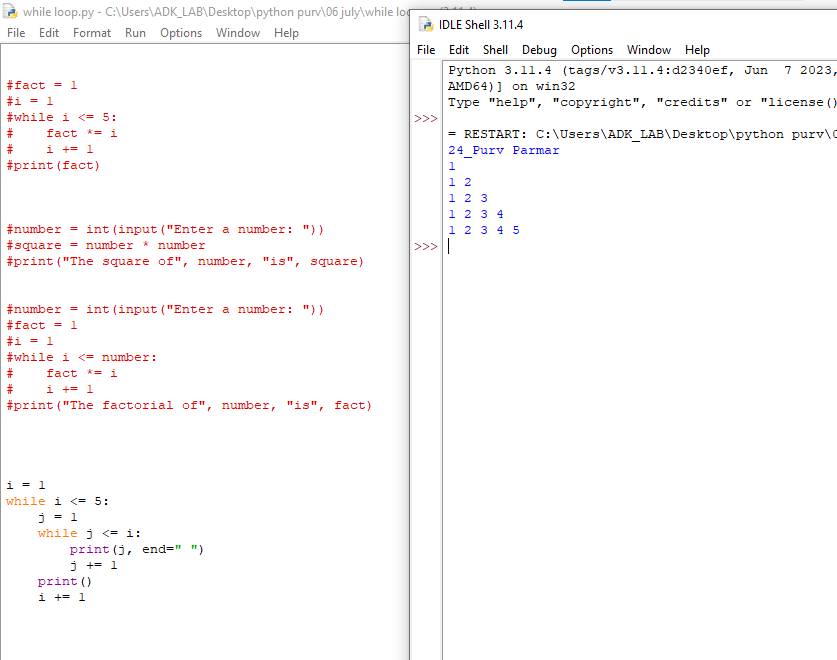 while loop.py - C:\Users\ADK_LAB\Desktop\python purv\06 july\while loo
File Edit Format Run Options Window Help
#fact = 1
#i = 1
#while i <= 5:
#    fact *= i
#    i += 1
#print(fact)
#number = int(input("Enter a number: "))
#square = number * number
#print("The square of", number, "is", square)
#number = int(input("Enter a number: "))
#fact = 1
#i = 1
#while i <= number:
#    fact *= i
#    i += 1
#print("The factorial of", number, "is", fact)
i = 1
while i <= 5:
    j = 1
    while j <= i:
        print(j, end=" ")
        j += 1
    print()
    i += 1
IDLE Shell 3.11.4
File Edit Shell Debug Options Window Help
Python 3.11.4 (tags/v3.11.4:d2340ef, Jun  7 2023,
AMD64)] on win32
Type "help", "copyright", "credits" or "license()
>>>
= RESTART: C:\Users\ADK_LAB\Desktop\python purv\0
24_Purv Parmar
1
1 2
1 2 3
1 2 3 4
1 2 3 4 5
>>>